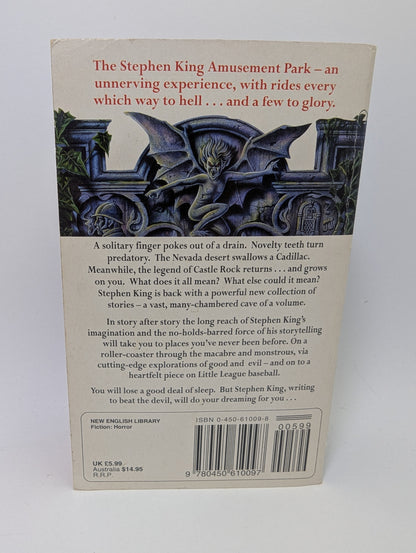 The Stephen King Amusement Park – an
unnerving experience, with rides every
which way to hell . . . and a few to glory.
A solitary finger pokes out of a drain. Novelty teeth turn
predatory. The Nevada desert swallows a Cadillac.
Meanwhile, the legend of Castle Rock returns . . . and grows
on you. What does it all mean? What else could it mean?
Stephen King is back with a powerful new collection of
stories – a vast, many-chambered cave of a volume.
In story after story the long reach of Stephen King's
imagination and the no-holds-barred force of his storytelling
will take you to places you've never been before. On a
roller-coaster through the macabre and monstrous, via
cutting-edge explorations of good and evil – and on to a
heartfelt piece on Little League baseball.
You will lose a good deal of sleep. But Stephen King, writing
to beat the devil, will do your dreaming for you . . .
NEW ENGLISH LIBRARY
Fiction: Horror
UK £5.99
Australia $14.95
R.R.P.
ISBN 0-450-61009-8
00599
9 780450 610097